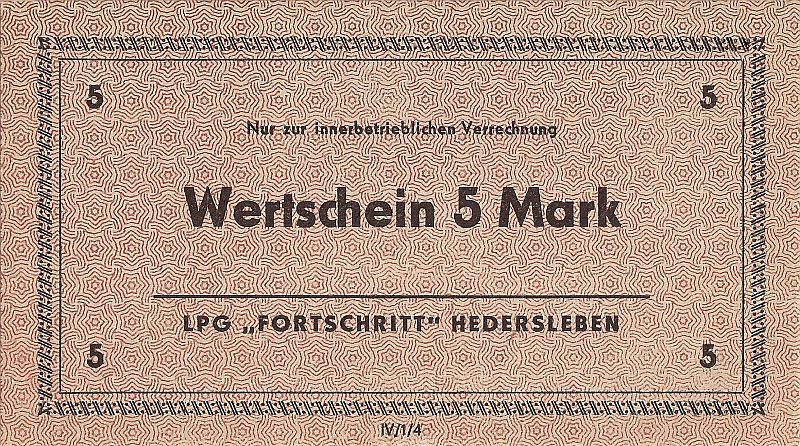 5 5
Nur zur innerbetrieblichen Verrechnung
Wertschein 5 Mark
LPG „FORTSCHRITT" HEDERSLEBEN
5 5
IV/1/4